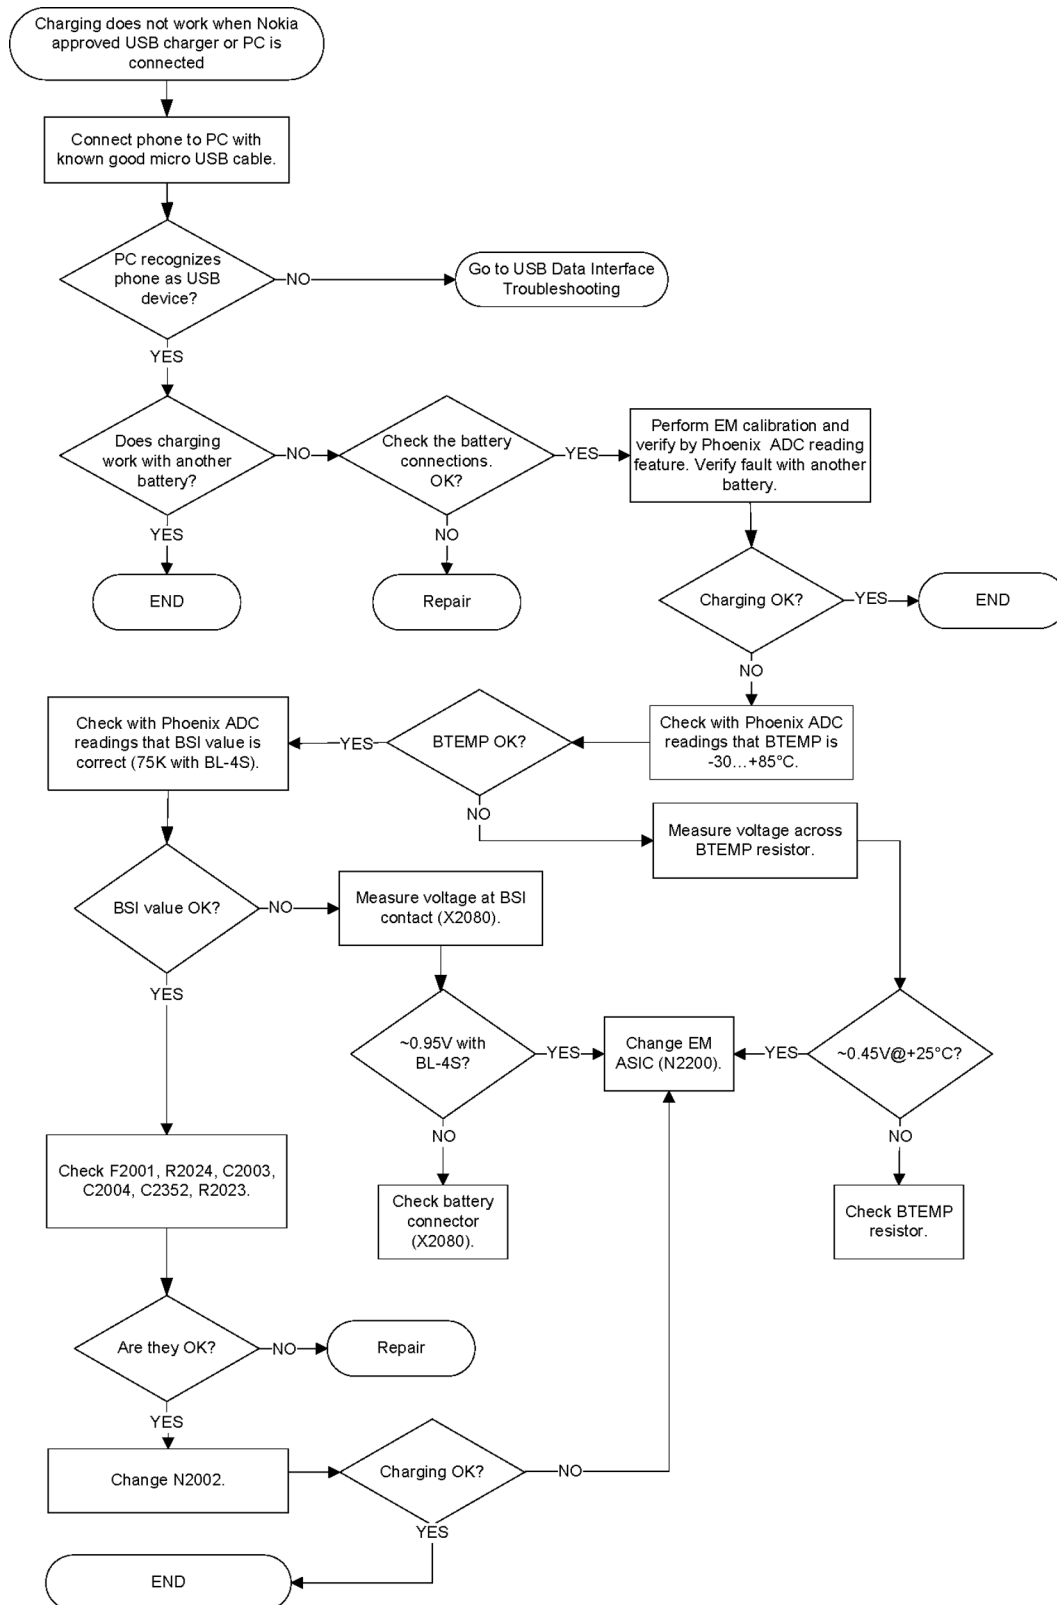 Charging does not work when Nokia
approved USB charger or PC is
connected
Connect phone to PC with
known good micro USB cable.
PC recognizes
phone as USB
device?
NO
Go to USB Data Interface
Troubleshooting
YES
Does charging
work with another
battery?
NO
Check the battery
connections.
OK?
YES
Perform EM calibration and
verify by Phoenix ADC reading
feature. Verify fault with another
battery.
YES
END
NO
Repair
Charging OK?
YES
END
NO
Check with Phoenix ADC
readings that BTEMP is
-30…+85°C.
BTEMP OK?
YES
Check with Phoenix ADC
readings that BSI value is
correct (75K with BL-4S).
NO
Measure voltage across
BTEMP resistor.
BSI value OK?
NO
Measure voltage at BSI
contact (X2080).
YES
~0.95V with
BL-4S?
YES
Change EM
ASIC (N2200).
YES
~0.45V@+25°C?
NO
Check battery
connector
(X2080).
NO
Check BTEMP
resistor.
Check F2001, R2024, C2003,
C2004, C2352, R2023.
Are they OK?
NO
Repair
YES
Change N2002.
Charging OK?
NO
YES
END